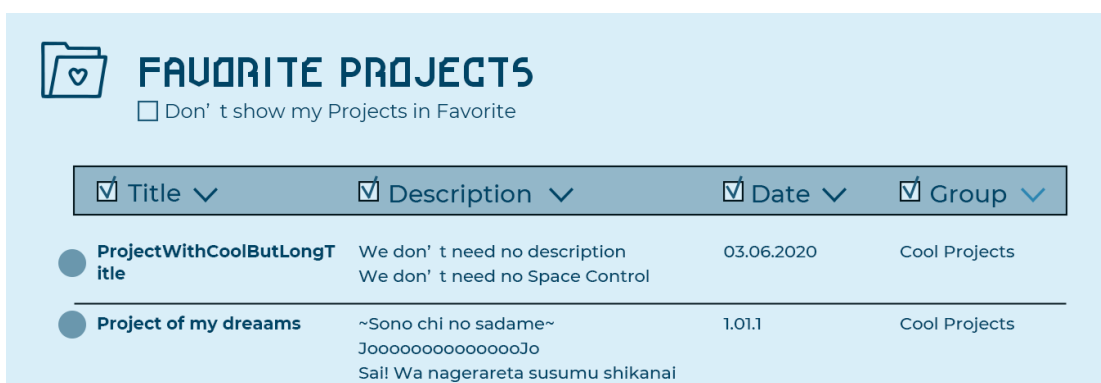 FAVORITE PROJECTS
Don’ t show my Projects in Favorite
Title Description Date Group
ProjectWithCoolButLongT We don’ t need no description 03.06.2020 Cool Projects
itle We don’ t need no Space Control
Project of my dreaams ~Sono chi no sadame~ 1.01.1 Cool Projects
JooooooooooooooJo
Sai! Wa nagerareta susumu shikanai